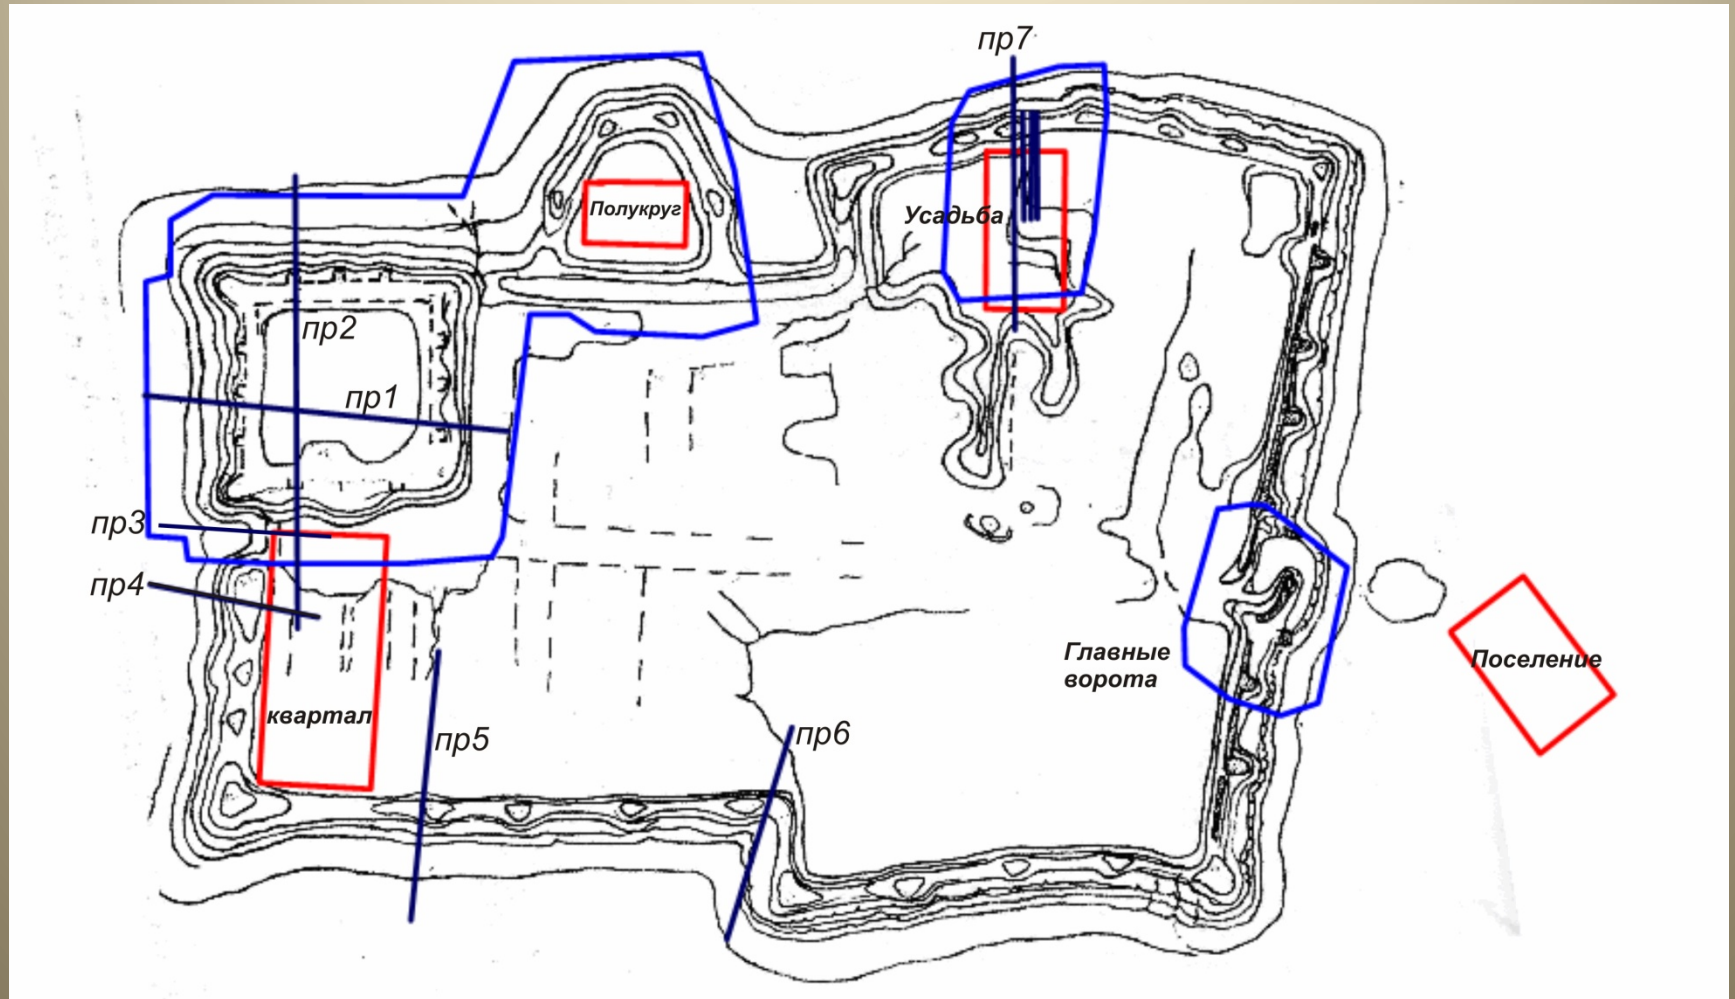 пр7
Полукруг
Усадьба
пр2
пр1
пр3
пр4
Главные
ворота
Поселение
квартал
пр5
пр6